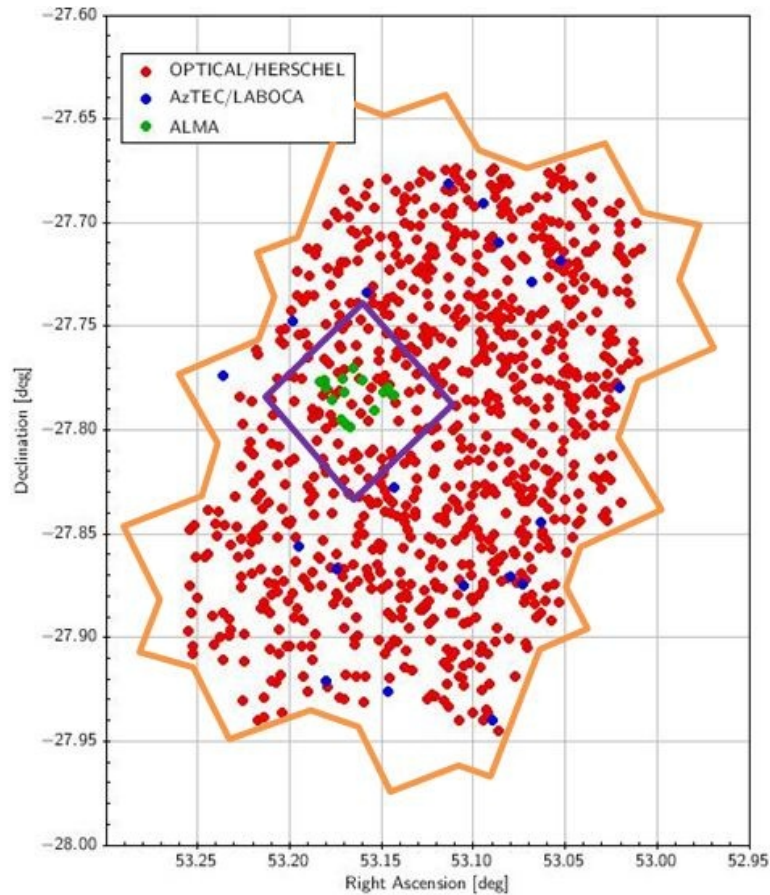 −27.60
OPTICAL/HERSCHEL
AzTEC/LABOCA
ALMA
−27.65
−27.70
−27.75
−27.80
−27.85
−27.90
−27.95
−28.00
Declination [deg]
53.25 53.20 53.15 53.10 53.05 53.00 52.95
Right Ascension [deg]